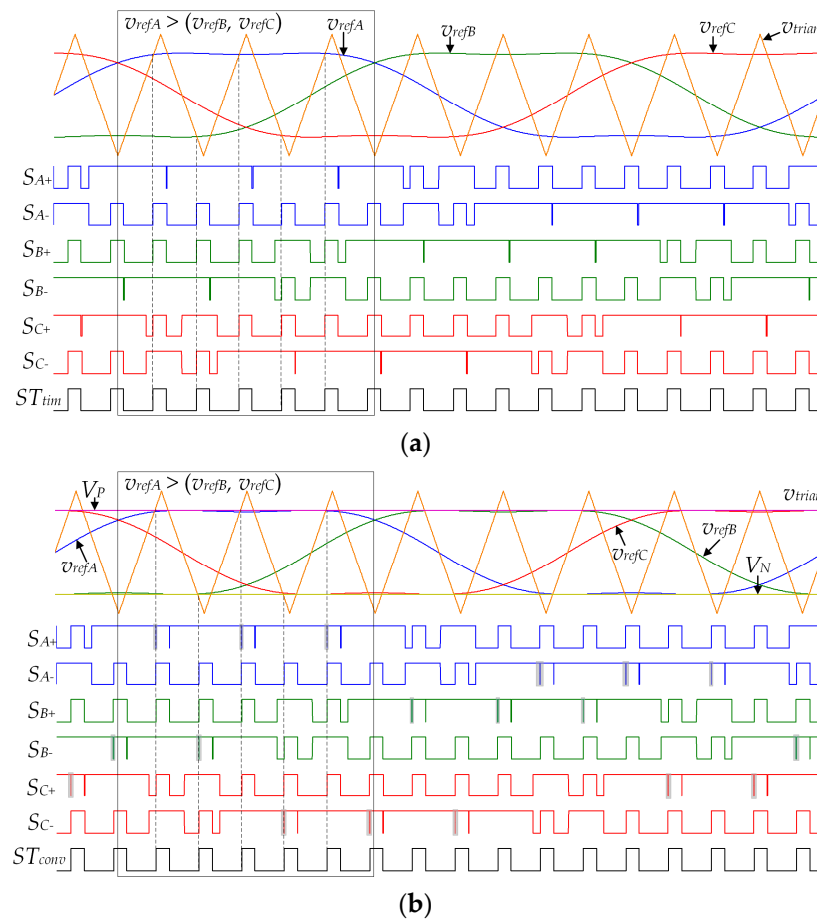 vrefA > (vrefB, vrefC)
vrefA
vrefB
vrefC
vtrian
SA+
SA-
SB+
SB-
SC+
SC-
STtim
(a)
VP
vrefA > (vrefB, vrefC)
vtrian
vrefA
vrefC
vrefB
VN
SA+
SA-
SB+
SB-
SC+
SC-
STconv
(b)